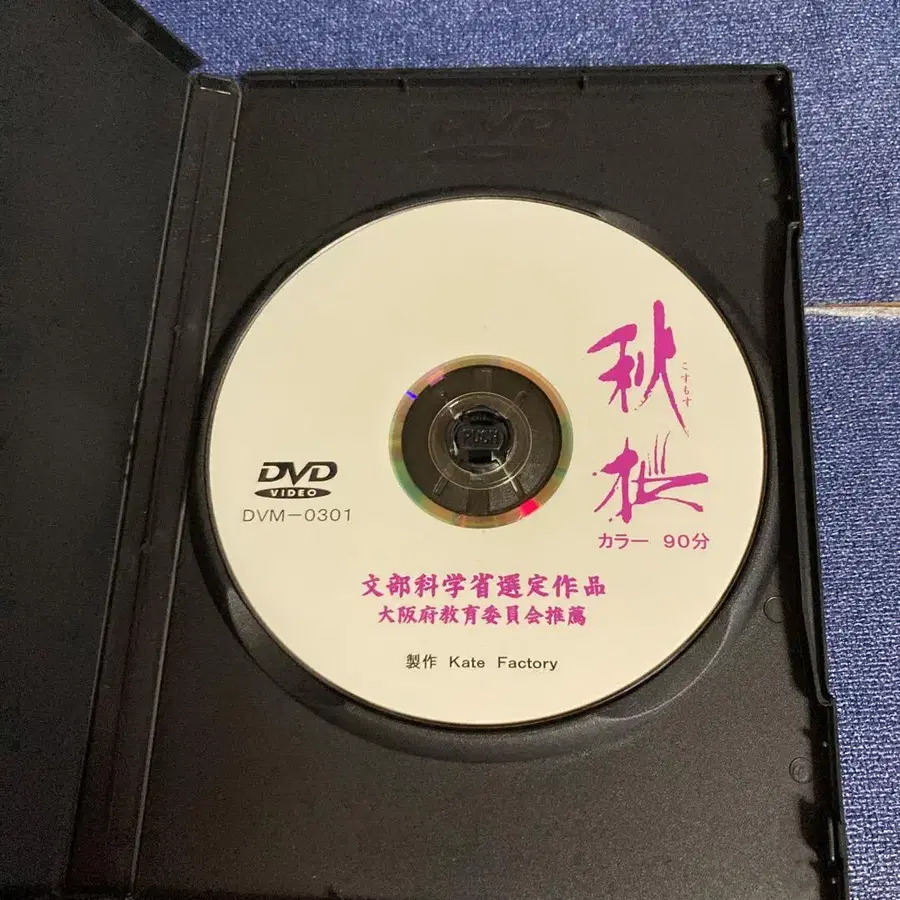 DVD
秋桜
こすもす
カラー 90分
DVD
VIDEO
DVM-0301
PUSH
文部科学省選定作品
大阪府教育委員会推薦
製作 Kate Factory